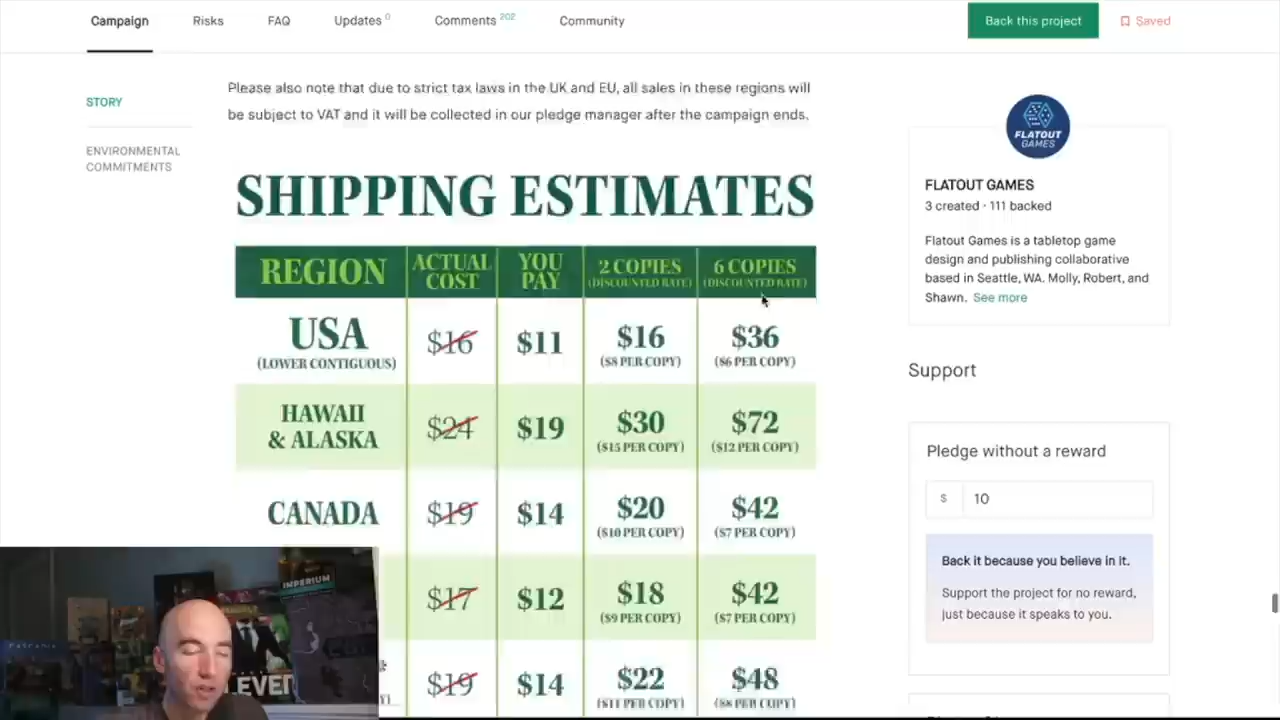 Campaign Risks FAQ Updates 0 Comments 202 Community Back this project Saved
STORY
ENVIRONMENTAL
COMMITMENTS
Please also note that due to strict tax laws in the UK and EU, all sales in these regions will
be subject to VAT and it will be collected in our pledge manager after the campaign ends.
SHIPPING ESTIMATES
REGION ACTUAL COST YOU PAY 2 COPIES (DISCOUNTED RATE) 6 COPIES (DISCOUNTED RATE)
USA (LOWER CONTIGUOUS) $16 $11 $16 ($8 PER COPY) $36 ($6 PER COPY)
HAWAII & ALASKA $24 $19 $30 ($15 PER COPY) $72 ($12 PER COPY)
CANADA $19 $14 $20 ($10 PER COPY) $42 ($7 PER COPY)
$17 $12 $18 ($9 PER COPY) $42 ($7 PER COPY)
$19 $14 $22 ($11 PER COPY) $48 ($8 PER COPY)
FLATOUT
GAMES
FLATOUT GAMES
3 created · 111 backed
Flatout Games is a tabletop game
design and publishing collaborative
based in Seattle, WA. Molly, Robert, and
Shawn. See more
Support
Pledge without a reward
$ 10
Back it because you believe in it.
Support the project for no reward,
just because it speaks to you.
IMPERIUM